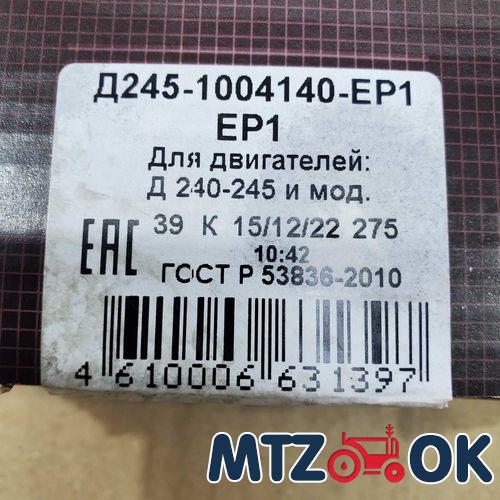 Д245-1004140-ЕР1
ЕР1
Для двигателей:
Д 240-245 и мод.
39 К 15/12/22 275
10:42
ЕАС
ГОСТ Р 53836-2010
4 610006 631397
MTZ OK